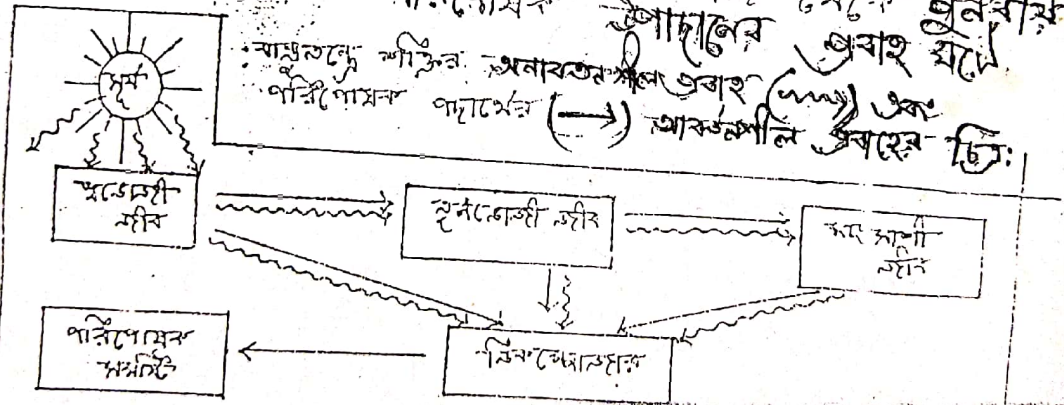 উপাদানের প্রবাহ ঘটে।
পুনরায়
বাস্তুতন্ত্রে শক্তির অনাবর্তনশীল প্রবাহ (〰〰) এবং
পরিপোষক পদার্থের (→) আবর্তনশীল প্রবাহের চিত্র:
সূর্য
স্বভোজী
জীব
তৃণভোজী জীব
মাংসাশী
জীব
পরিপোষক
সমষ্টি
বিয়োজক